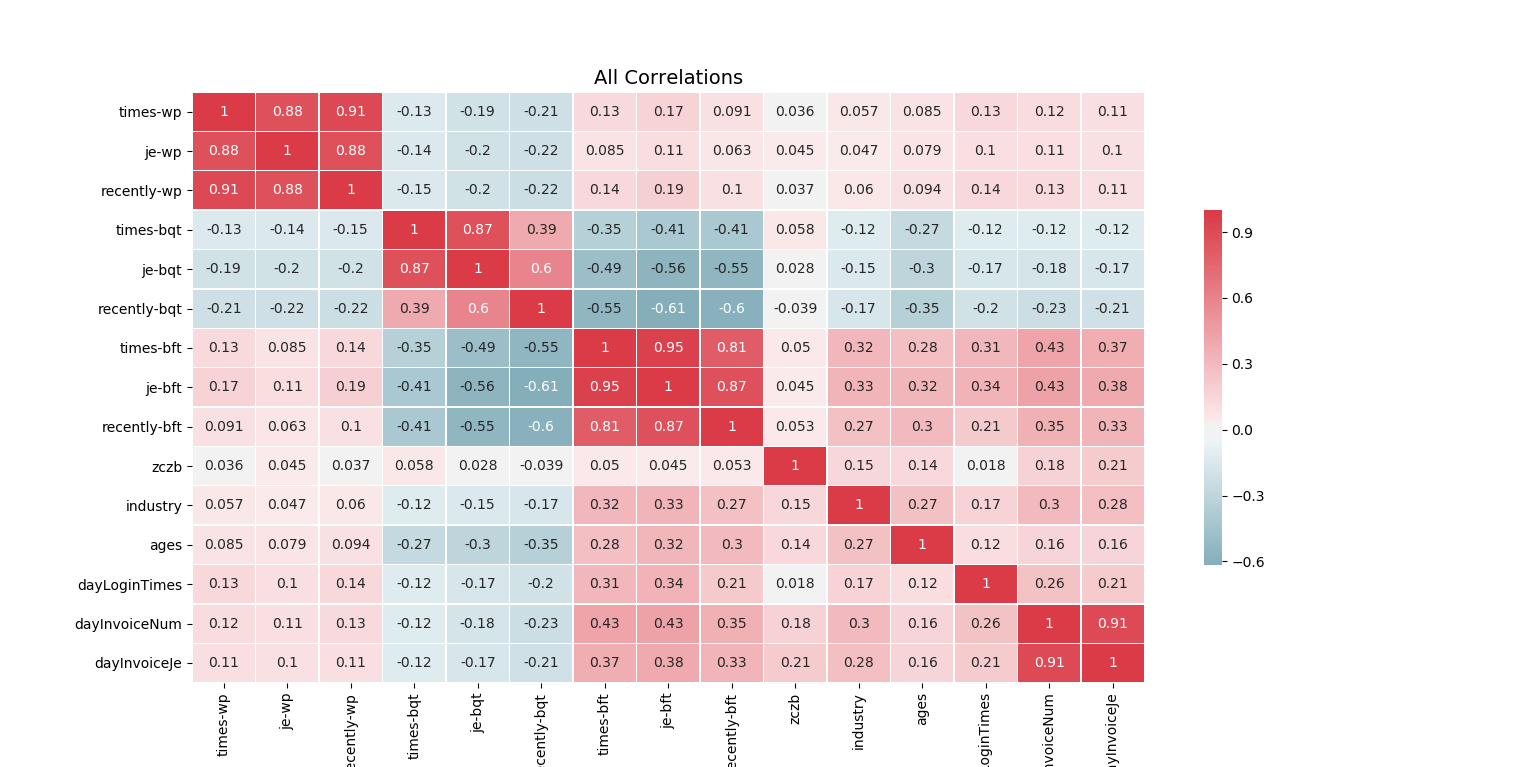 All Correlations
times-wp 1 0.88 0.91 -0.13 -0.19 -0.21 0.13 0.17 0.091 0.036 0.057 0.085 0.13 0.12 0.11
je-wp 0.88 1 0.88 -0.14 -0.2 -0.22 0.085 0.11 0.063 0.045 0.047 0.079 0.1 0.11 0.1
recently-wp 0.91 0.88 1 -0.15 -0.2 -0.22 0.14 0.19 0.1 0.037 0.06 0.094 0.14 0.13 0.11
times-bqt -0.13 -0.14 -0.15 1 0.87 0.39 -0.35 -0.41 -0.41 0.058 -0.12 -0.27 -0.12 -0.12 -0.12
je-bqt -0.19 -0.2 -0.2 0.87 1 0.6 -0.49 -0.56 -0.55 0.028 -0.15 -0.3 -0.17 -0.18 -0.17
recently-bqt -0.21 -0.22 -0.22 0.39 0.6 1 -0.55 -0.61 -0.6 -0.039 -0.17 -0.35 -0.2 -0.23 -0.21
times-bft 0.13 0.085 0.14 -0.35 -0.49 -0.55 1 0.95 0.81 0.05 0.32 0.28 0.31 0.43 0.37
je-bft 0.17 0.11 0.19 -0.41 -0.56 -0.61 0.95 1 0.87 0.045 0.33 0.32 0.34 0.43 0.38
recently-bft 0.091 0.063 0.1 -0.41 -0.55 -0.6 0.81 0.87 1 0.053 0.27 0.3 0.21 0.35 0.33
zczb 0.036 0.045 0.037 0.058 0.028 -0.039 0.05 0.045 0.053 1 0.15 0.14 0.018 0.18 0.21
industry 0.057 0.047 0.06 -0.12 -0.15 -0.17 0.32 0.33 0.27 0.15 1 0.27 0.17 0.3 0.28
ages 0.085 0.079 0.094 -0.27 -0.3 -0.35 0.28 0.32 0.3 0.14 0.27 1 0.12 0.16 0.16
dayLoginTimes 0.13 0.1 0.14 -0.12 -0.17 -0.2 0.31 0.34 0.21 0.018 0.17 0.12 1 0.26 0.21
dayInvoiceNum 0.12 0.11 0.13 -0.12 -0.18 -0.23 0.43 0.43 0.35 0.18 0.3 0.16 0.26 1 0.91
dayInvoiceJe 0.11 0.1 0.11 -0.12 -0.17 -0.21 0.37 0.38 0.33 0.21 0.28 0.16 0.21 0.91 1
times-wp
je-wp
ecently-wp
times-bqt
je-bqt
cently-bqt
times-bft
je-bft
ecently-bft
zczb
industry
ages
LoginTimes
nvoiceNum
ayInvoiceJe
0.9
0.6
0.3
0.0
−0.3
−0.6